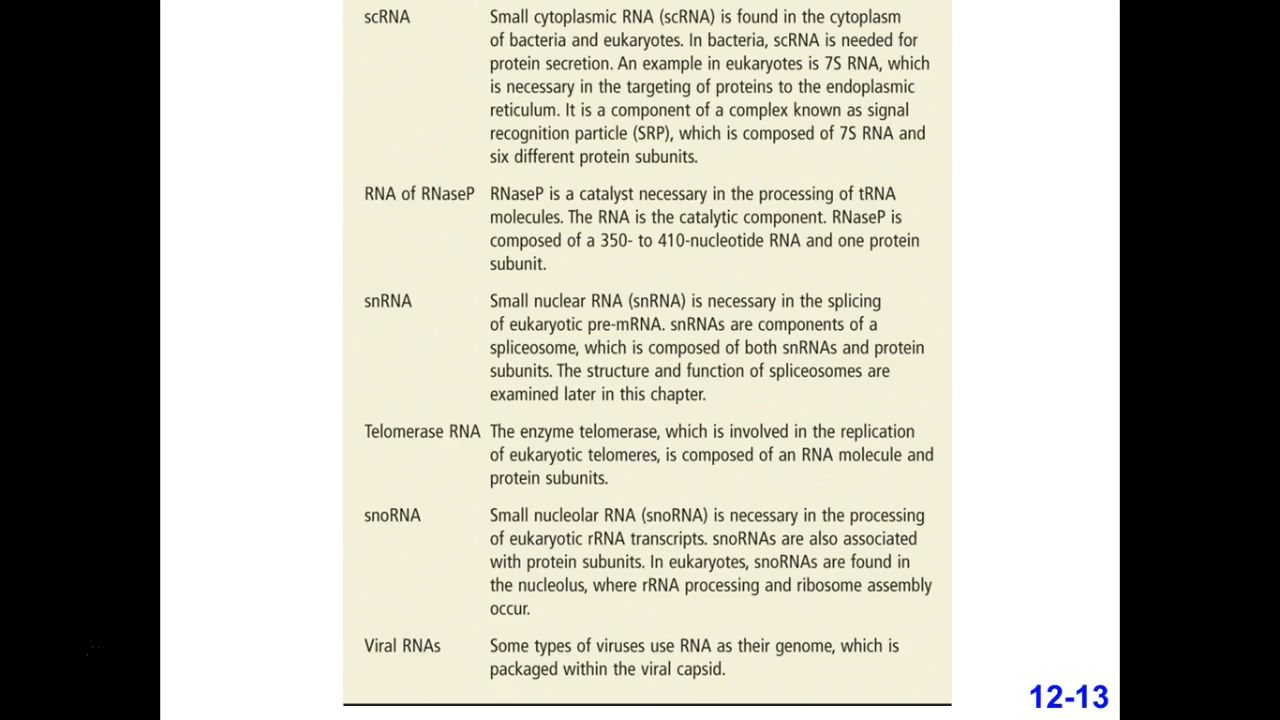 scRNA Small cytoplasmic RNA (scRNA) is found in the cytoplasm
of bacteria and eukaryotes. In bacteria, scRNA is needed for
protein secretion. An example in eukaryotes is 7S RNA, which
is necessary in the targeting of proteins to the endoplasmic
reticulum. It is a component of a complex known as signal
recognition particle (SRP), which is composed of 7S RNA and
six different protein subunits.
RNA of RNaseP RNaseP is a catalyst necessary in the processing of tRNA
molecules. The RNA is the catalytic component. RNaseP is
composed of a 350- to 410-nucleotide RNA and one protein
subunit.
snRNA Small nuclear RNA (snRNA) is necessary in the splicing
of eukaryotic pre-mRNA. snRNAs are components of a
spliceosome, which is composed of both snRNAs and protein
subunits. The structure and function of spliceosomes are
examined later in this chapter.
Telomerase RNA The enzyme telomerase, which is involved in the replication
of eukaryotic telomeres, is composed of an RNA molecule and
protein subunits.
snoRNA Small nucleolar RNA (snoRNA) is necessary in the processing
of eukaryotic rRNA transcripts. snoRNAs are also associated
with protein subunits. In eukaryotes, snoRNAs are found in
the nucleolus, where rRNA processing and ribosome assembly
occur.
Viral RNAs Some types of viruses use RNA as their genome, which is
packaged within the viral capsid.
12-13